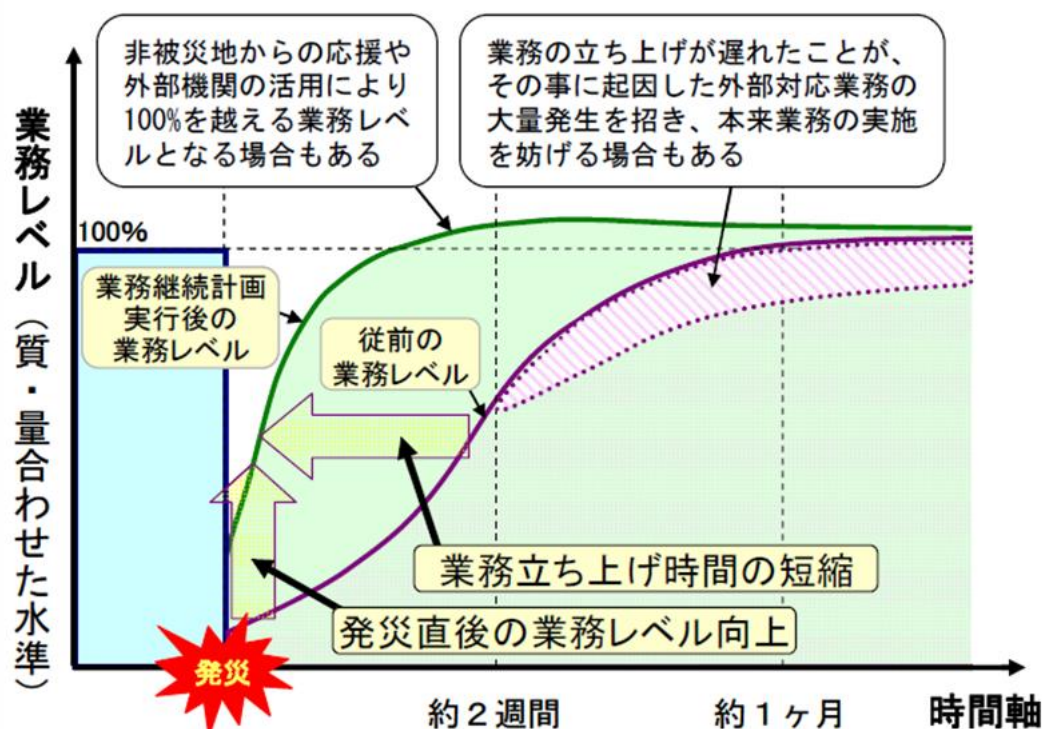 非被災地からの応援や
外部機関の活用により
100%を越える業務レベ
ルとなる場合もある
業務の立ち上げが遅れたことが、
その事に起因した外部対応業務の
大量発生を招き、本来業務の実施
を妨げる場合もある
業務レベル（質・量合わせた水準）
100%
業務継続計画
実行後の
業務レベル
従前の
業務レベル
業務立ち上げ時間の短縮
発災直後の業務レベル向上
発災
約２週間
約１ヶ月
時間軸